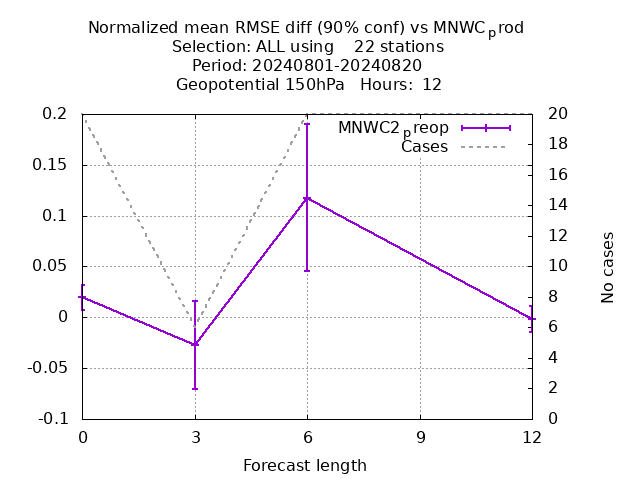 Normalized mean RMSE diff (90% conf) vs MNWCprod
Selection: ALL using 22 stations
Period: 20240801-20240820
Geopotential 150hPa Hours: 12
0.2
0.15
0.1
0.05
0
-0.05
-0.1
MNWC2preop
Cases
20
18
16
14
12
10
8
6
4
2
0
No cases
0 3 6 9 12
Forecast length